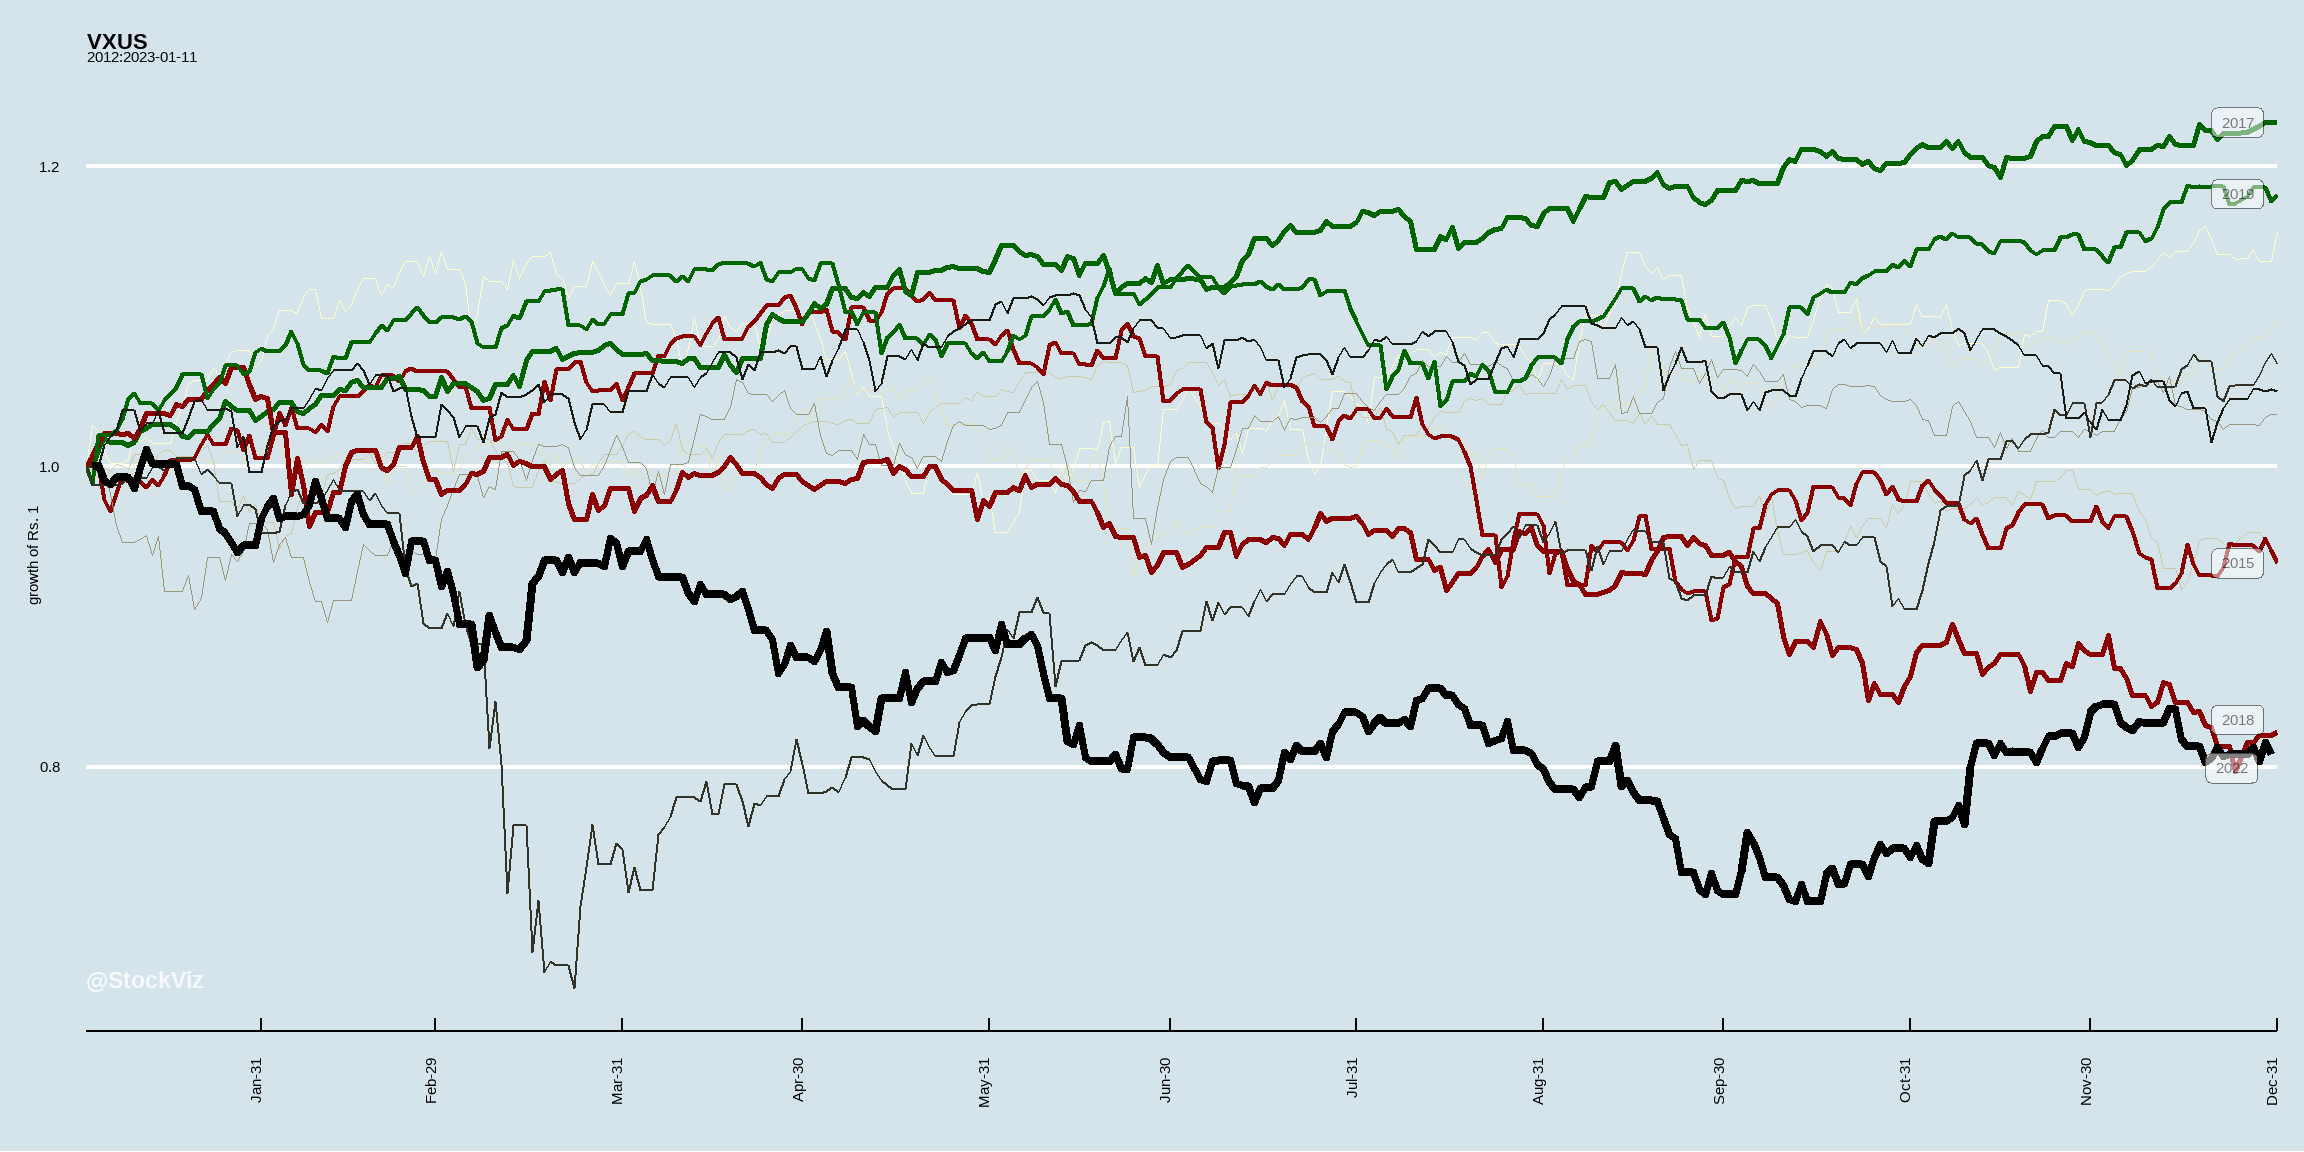 VXUS
2012:2023-01-11
2017
1.2
2019
1.0
growth of Rs. 1
2015
2018
0.8
2022
@StockViz
Jan-31
Feb-29
Mar-31
Apr-30
May-31
Jun-30
Jul-31
Aug-31
Sep-30
Oct-31
Nov-30
Dec-31